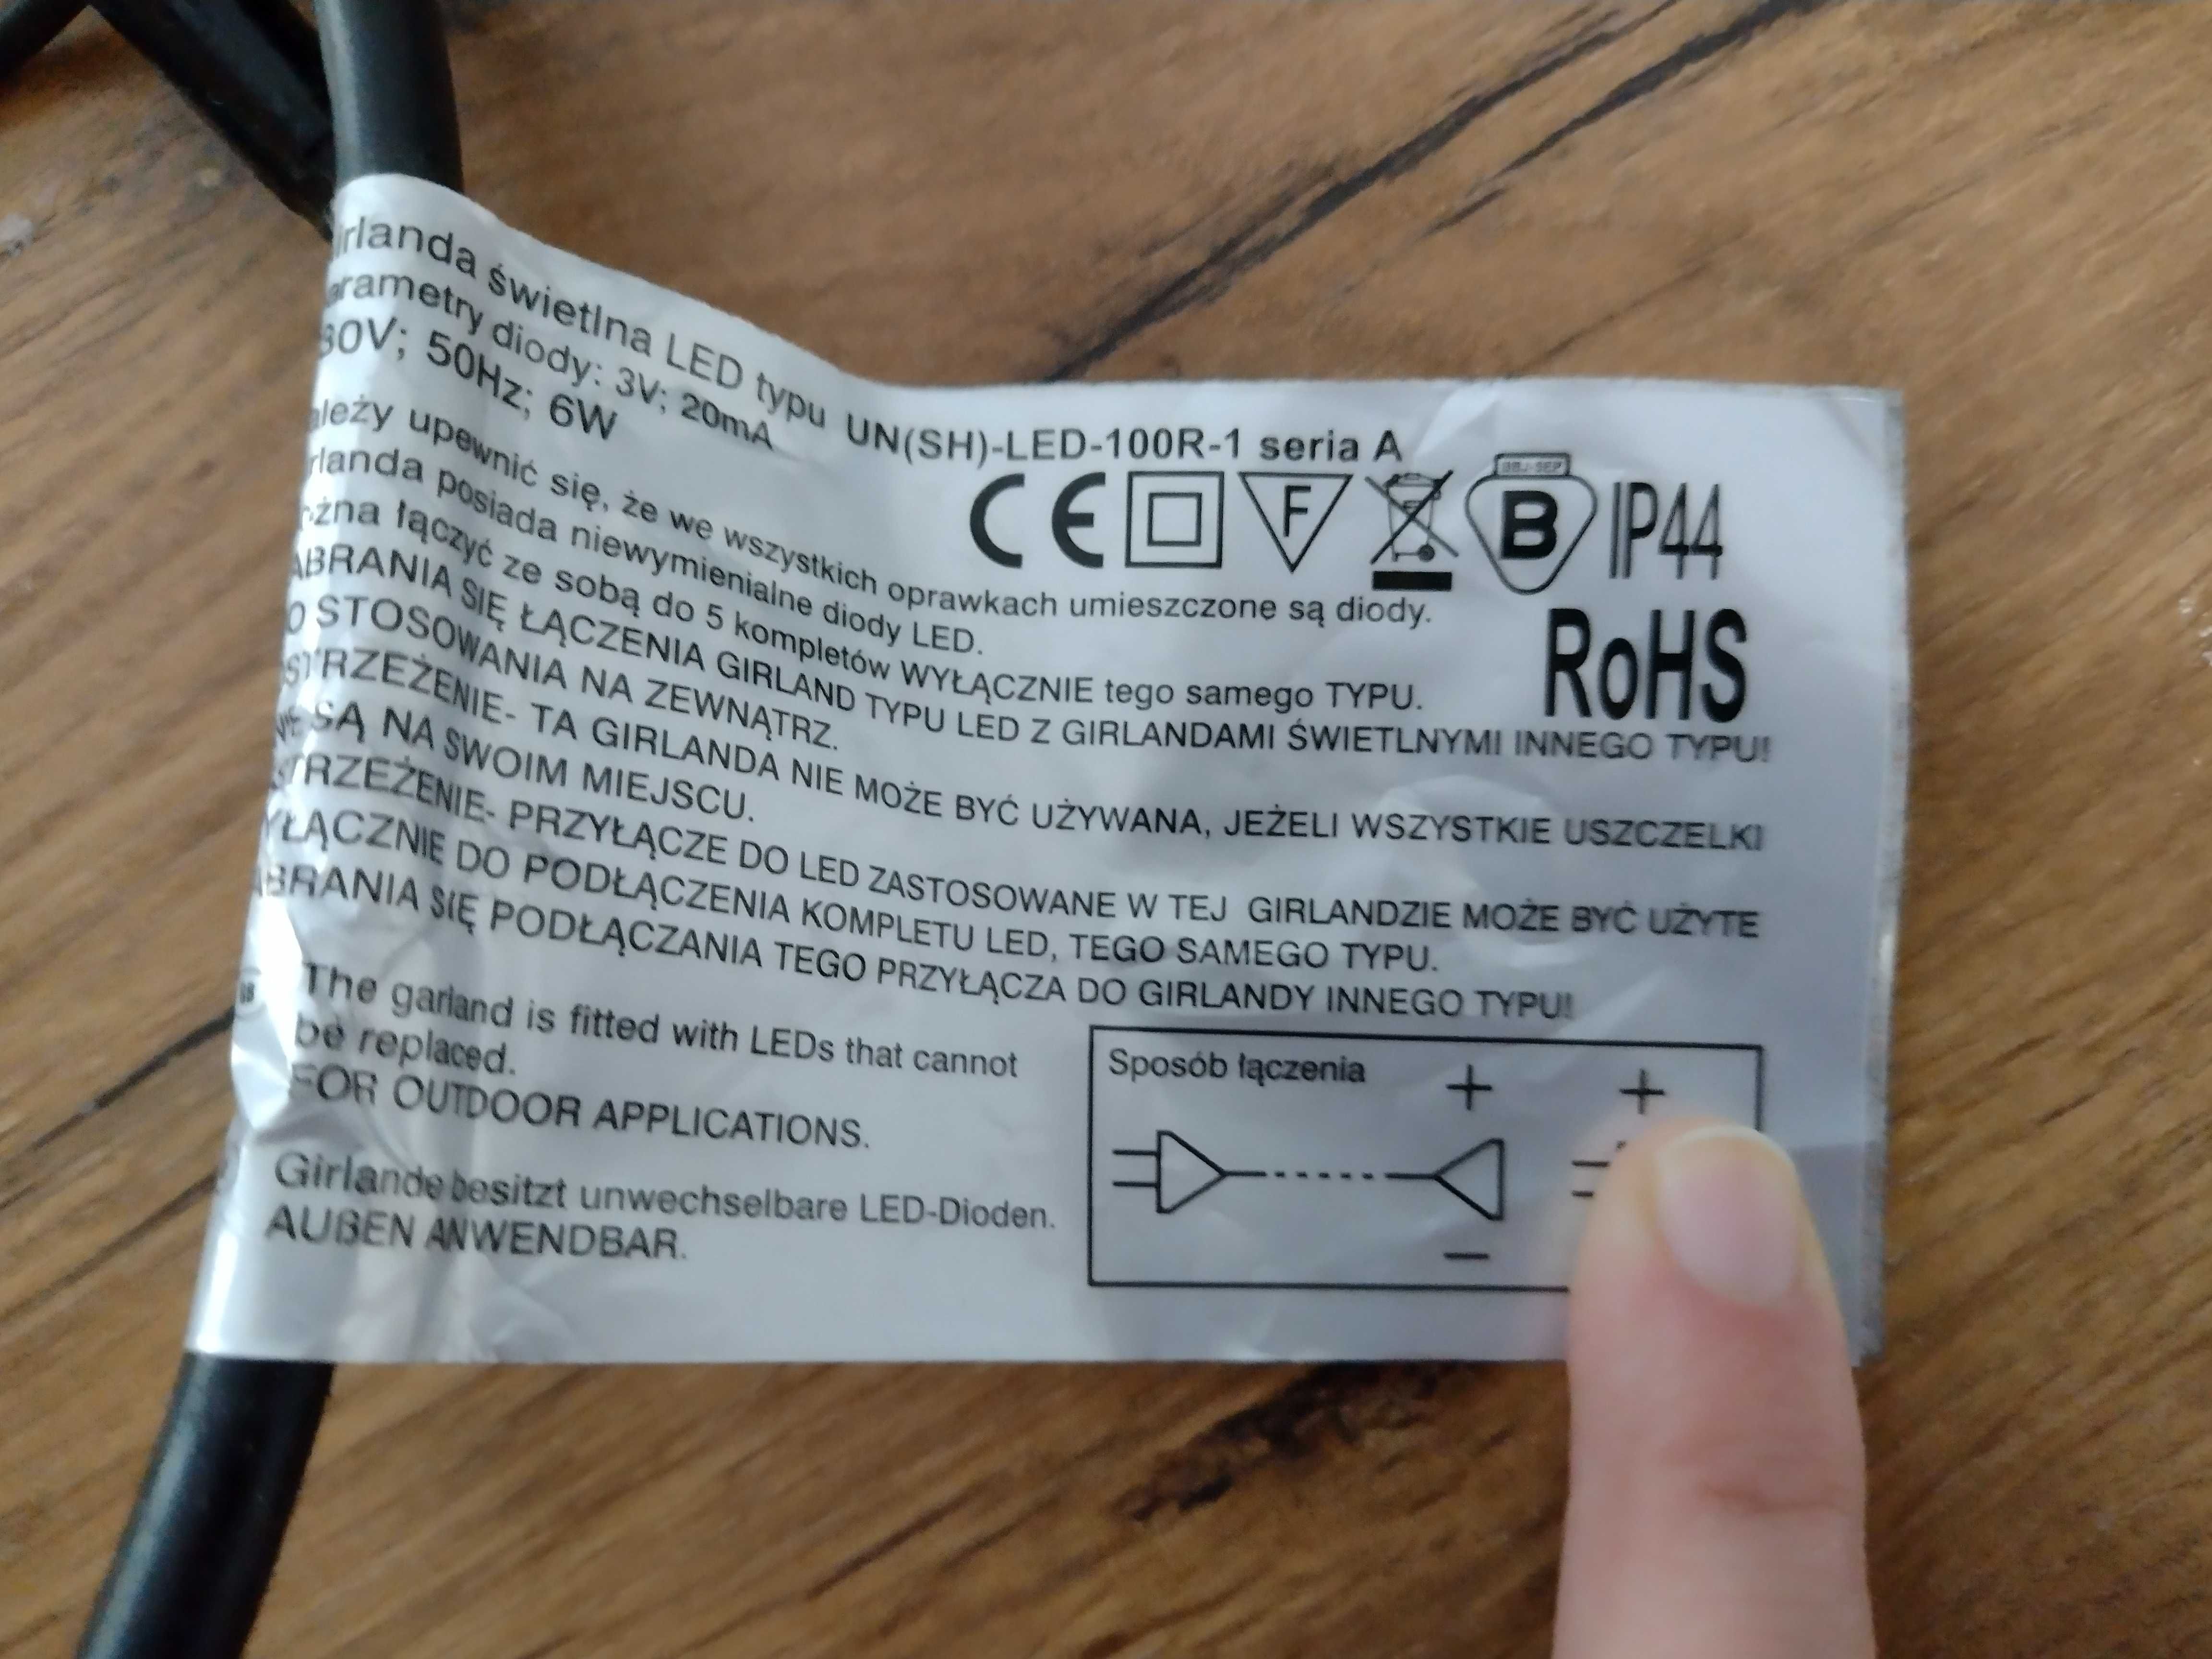 irlanda świetlna LED typu UN(SH)-LED-100R-1 seria A
arametry diody: 3V; 20mA
30V; 50Hz; 6W
CE F B IP44
ależy upewnić się, że we wszystkich oprawkach umieszczone są diody.
irlanda posiada niewymienialne diody LED.
ożna łączyć ze sobą do 5 kompletów WYŁĄCZNIE tego samego TYPU.
RoHS
ABRANIA SIĘ ŁĄCZENIA GIRLAND TYPU LED Z GIRLANDAMI ŚWIETLNYMI INNEGO TYPU!
O STOSOWANIA NA ZEWNĄTRZ.
STRZEŻENIE- TA GIRLANDA NIE MOŻE BYĆ UŻYWANA, JEŻELI WSZYSTKIE USZCZELKI
NIE SĄ NA SWOIM MIEJSCU.
STRZEŻENIE- PRZYŁĄCZE DO LED ZASTOSOWANE W TEJ GIRLANDZIE MOŻE BYĆ UŻYTE
YŁĄCZNIE DO PODŁĄCZENIA KOMPLETU LED, TEGO SAMEGO TYPU.
ABRANIA SIĘ PODŁĄCZANIA TEGO PRZYŁĄCZA DO GIRLANDY INNEGO TYPU!
The garland is fitted with LEDs that cannot
be replaced.
FOR OUTDOOR APPLICATIONS.
Girlande besitzt unwechselbare LED-Dioden.
AUßEN ANWENDBAR.
Sposób łączenia
+ +
−